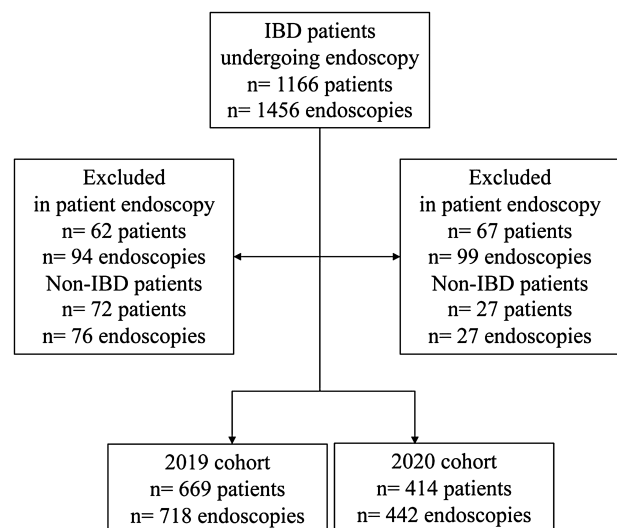 IBD patients
undergoing endoscopy
n= 1166 patients
n= 1456 endoscopies
Excluded
in patient endoscopy
n= 62 patients
n= 94 endoscopies
Non-IBD patients
n= 72 patients
n= 76 endoscopies
Excluded
in patient endoscopy
n= 67 patients
n= 99 endoscopies
Non-IBD patients
n= 27 patients
n= 27 endoscopies
2019 cohort
n= 669 patients
n= 718 endoscopies
2020 cohort
n= 414 patients
n= 442 endoscopies